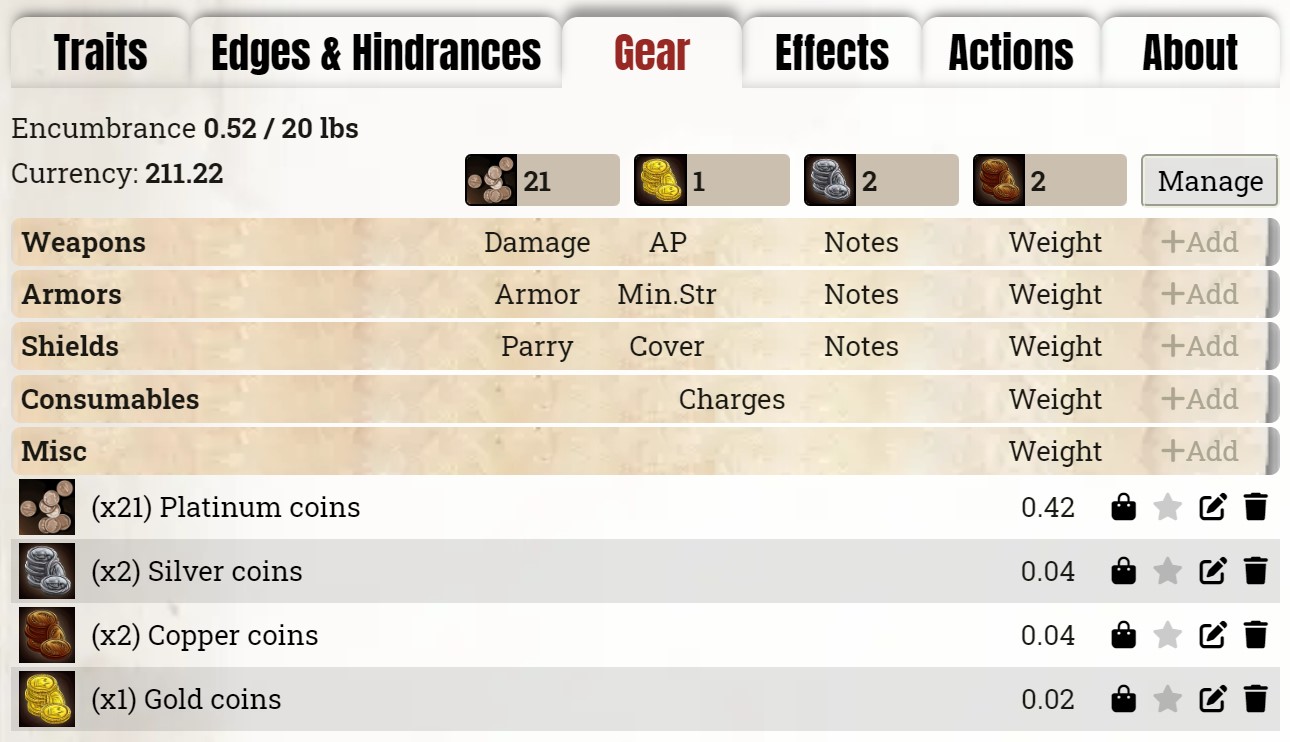 Traits Edges & Hindrances Gear Effects Actions About
Encumbrance 0.52 / 20 lbs
Currency: 211.22 21 1 2 2 Manage
Weapons Damage AP Notes Weight +Add
Armors Armor Min.Str Notes Weight +Add
Shields Parry Cover Notes Weight +Add
Consumables Charges Weight +Add
Misc Weight +Add
(x21) Platinum coins 0.42
(x2) Silver coins 0.04
(x2) Copper coins 0.04
(x1) Gold coins 0.02